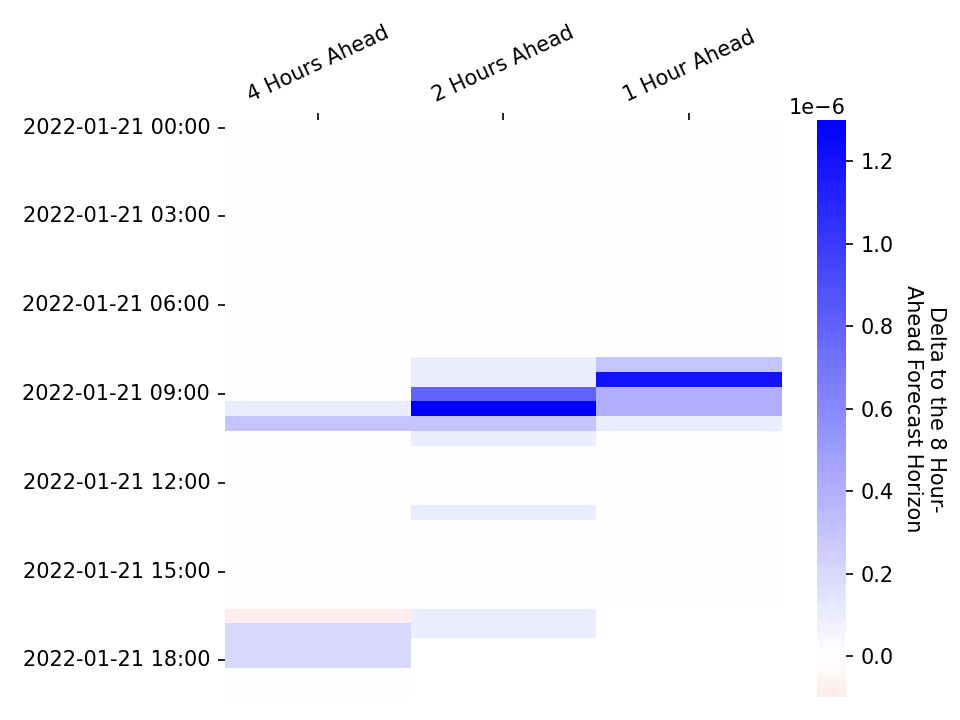 4 Hours Ahead
2 Hours Ahead
1 Hour Ahead
1e−6
2022-01-21 00:00
2022-01-21 03:00
2022-01-21 06:00
2022-01-21 09:00
2022-01-21 12:00
2022-01-21 15:00
2022-01-21 18:00
1.2
1.0
0.8
0.6
0.4
0.2
0.0
Delta to the 8 Hour-
Ahead Forecast Horizon